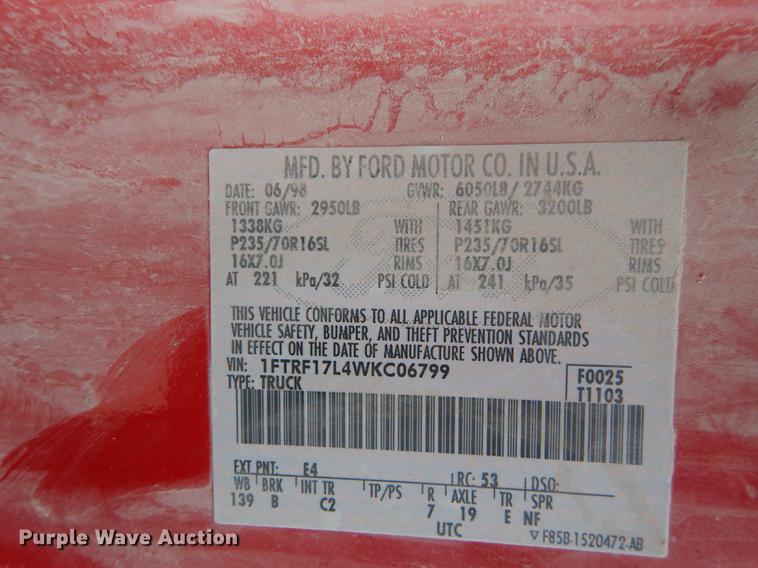 MFD. BY FORD MOTOR CO. IN U.S.A.
DATE: 06/98 GVWR: 6050LB/ 2744KG
FRONT GAWR: 2950LB REAR GAWR: 3200LB
1338KG WITH 1451KG WITH
P235/70R16SL TIRES P235/70R16SL TIRES
16X7.0J RIMS 16X7.0J RIMS
AT 221 kPa/32 PSI COLD AT 241 kPa/35 PSI COLD
THIS VEHICLE CONFORMS TO ALL APPLICABLE FEDERAL MOTOR
VEHICLE SAFETY, BUMPER, AND THEFT PREVENTION STANDARDS
IN EFFECT ON THE DATE OF MANUFACTURE SHOWN ABOVE.
VIN: 1FTRF17L4WKC06799 F0025
TYPE: TRUCK T1103
EXT PNT: E4 RC: 53 DSO:
WB BRK INT TR TP/PS R AXLE TR SPR
139 B C2 7 19 E NF
UTC
▽ F85B-1520472-AB
Purple Wave Auction